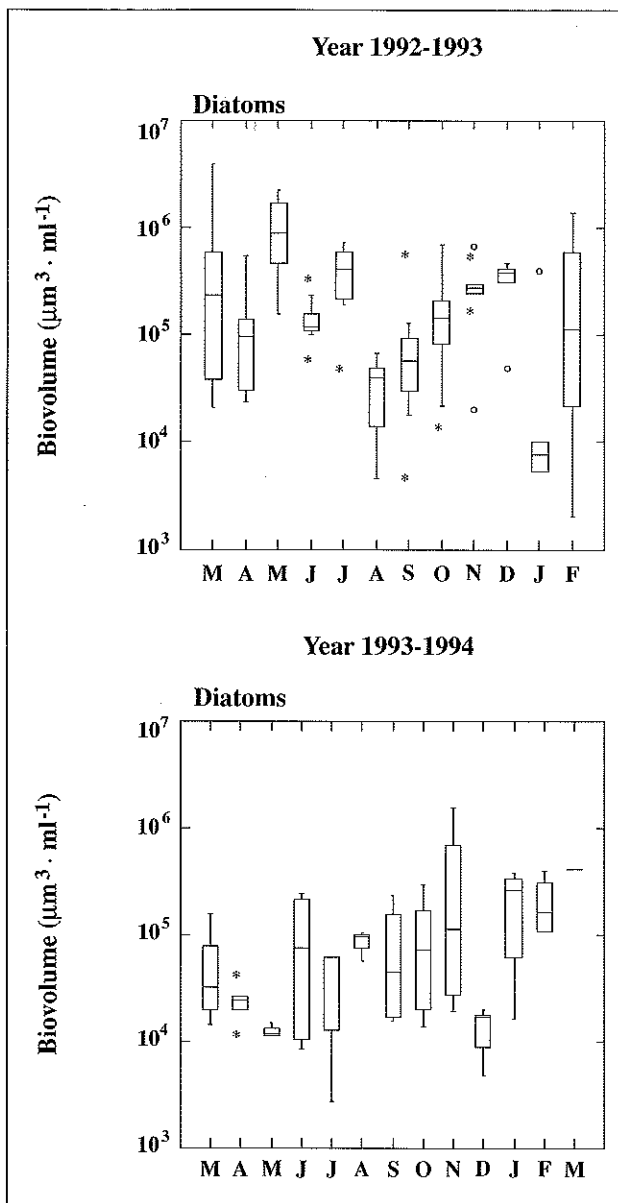 Year 1992-1993
Diatoms
10⁷
10⁶
10⁵
10⁴
10³
Biovolume (µm³ · ml⁻¹)
M A M J J A S O N D J F
Year 1993-1994
Diatoms
10⁷
10⁶
10⁵
10⁴
10³
Biovolume (µm³ · ml⁻¹)
M A M J J A S O N D J F M